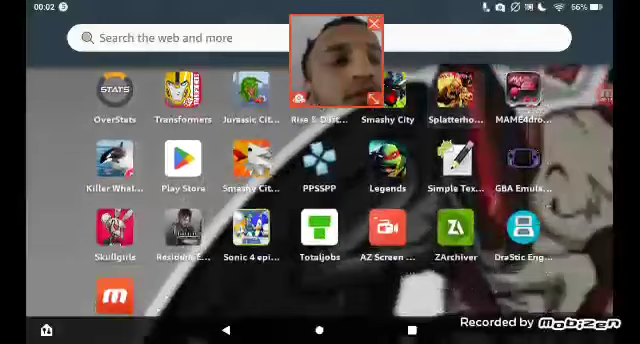 00:02
66%
Search the web and more
STATS
OverStats
Transformers
Jurassic Cit...
Rise & D
Smashy City
Splatterho...
MAME4dro...
Killer What...
Play Store
Smashy Cit...
PPSSPP
Legends
Simple Tex...
GBA Emula...
Skullgirls
Resident E...
Sonic 4 epi...
Totaljobs
AZ Screen ...
ZArchiver
DraStic Eng...
Recorded by Mobizen